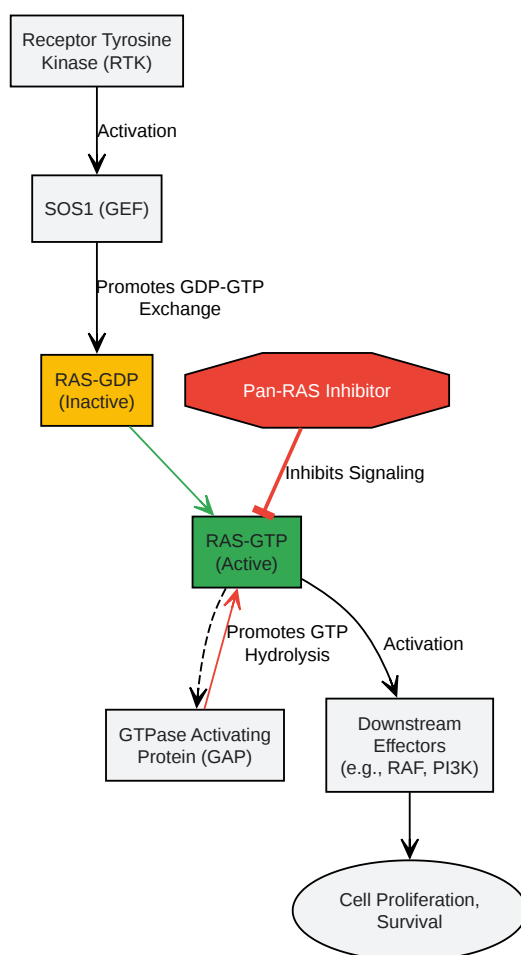 Receptor Tyrosine
Kinase (RTK)
Activation
SOS1 (GEF)
Promotes GDP-GTP
Exchange
RAS-GDP
(Inactive)
Pan-RAS Inhibitor
Inhibits Signaling
RAS-GTP
(Active)
Promotes GTP
Hydrolysis
Activation
GTPase Activating
Protein (GAP)
Downstream
Effectors
(e.g., RAF, PI3K)
Cell Proliferation,
Survival